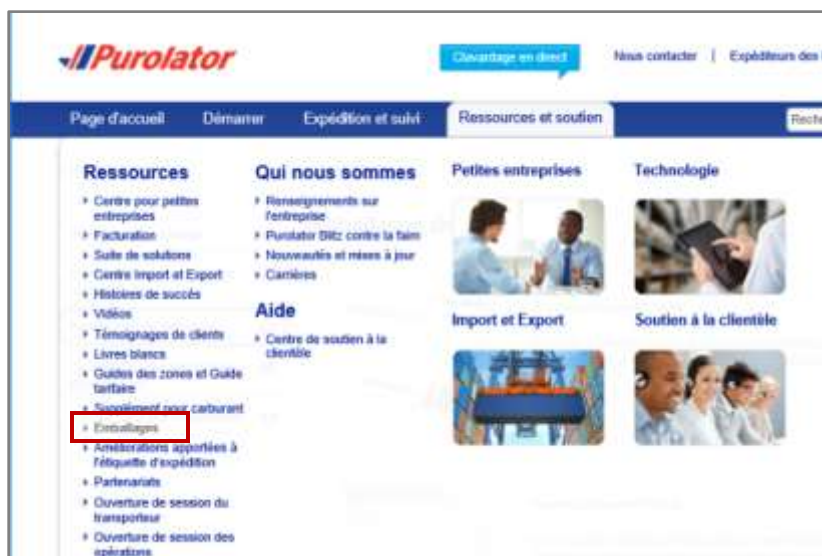 Purolator
Clavardage en direct
Nous contacter | Expéditeurs des
Page d'accueil Démarrer Expédition et suivi Ressources et soutien
Ressources
Centre pour petites
entreprises
Facturation
Suite de solutions
Centre Import et Export
Histoires de succès
Vidéos
Témoignages de clients
Livres blancs
Guides des zones et Guide
tarifaire
Supplément pour carburant
Emballages
Améliorations apportées à
l'étiquette d'expédition
Partenariats
Ouverture de session du
transporteur
Ouverture de session des
opérations
Qui nous sommes
Renseignements sur
l'entreprise
Purolator Blitz contre la faim
Nouveautés et mises à jour
Carrières
Aide
Centre de soutien à la
clientèle
Petites entreprises
Technologie
Import et Export
Soutien à la clientèle